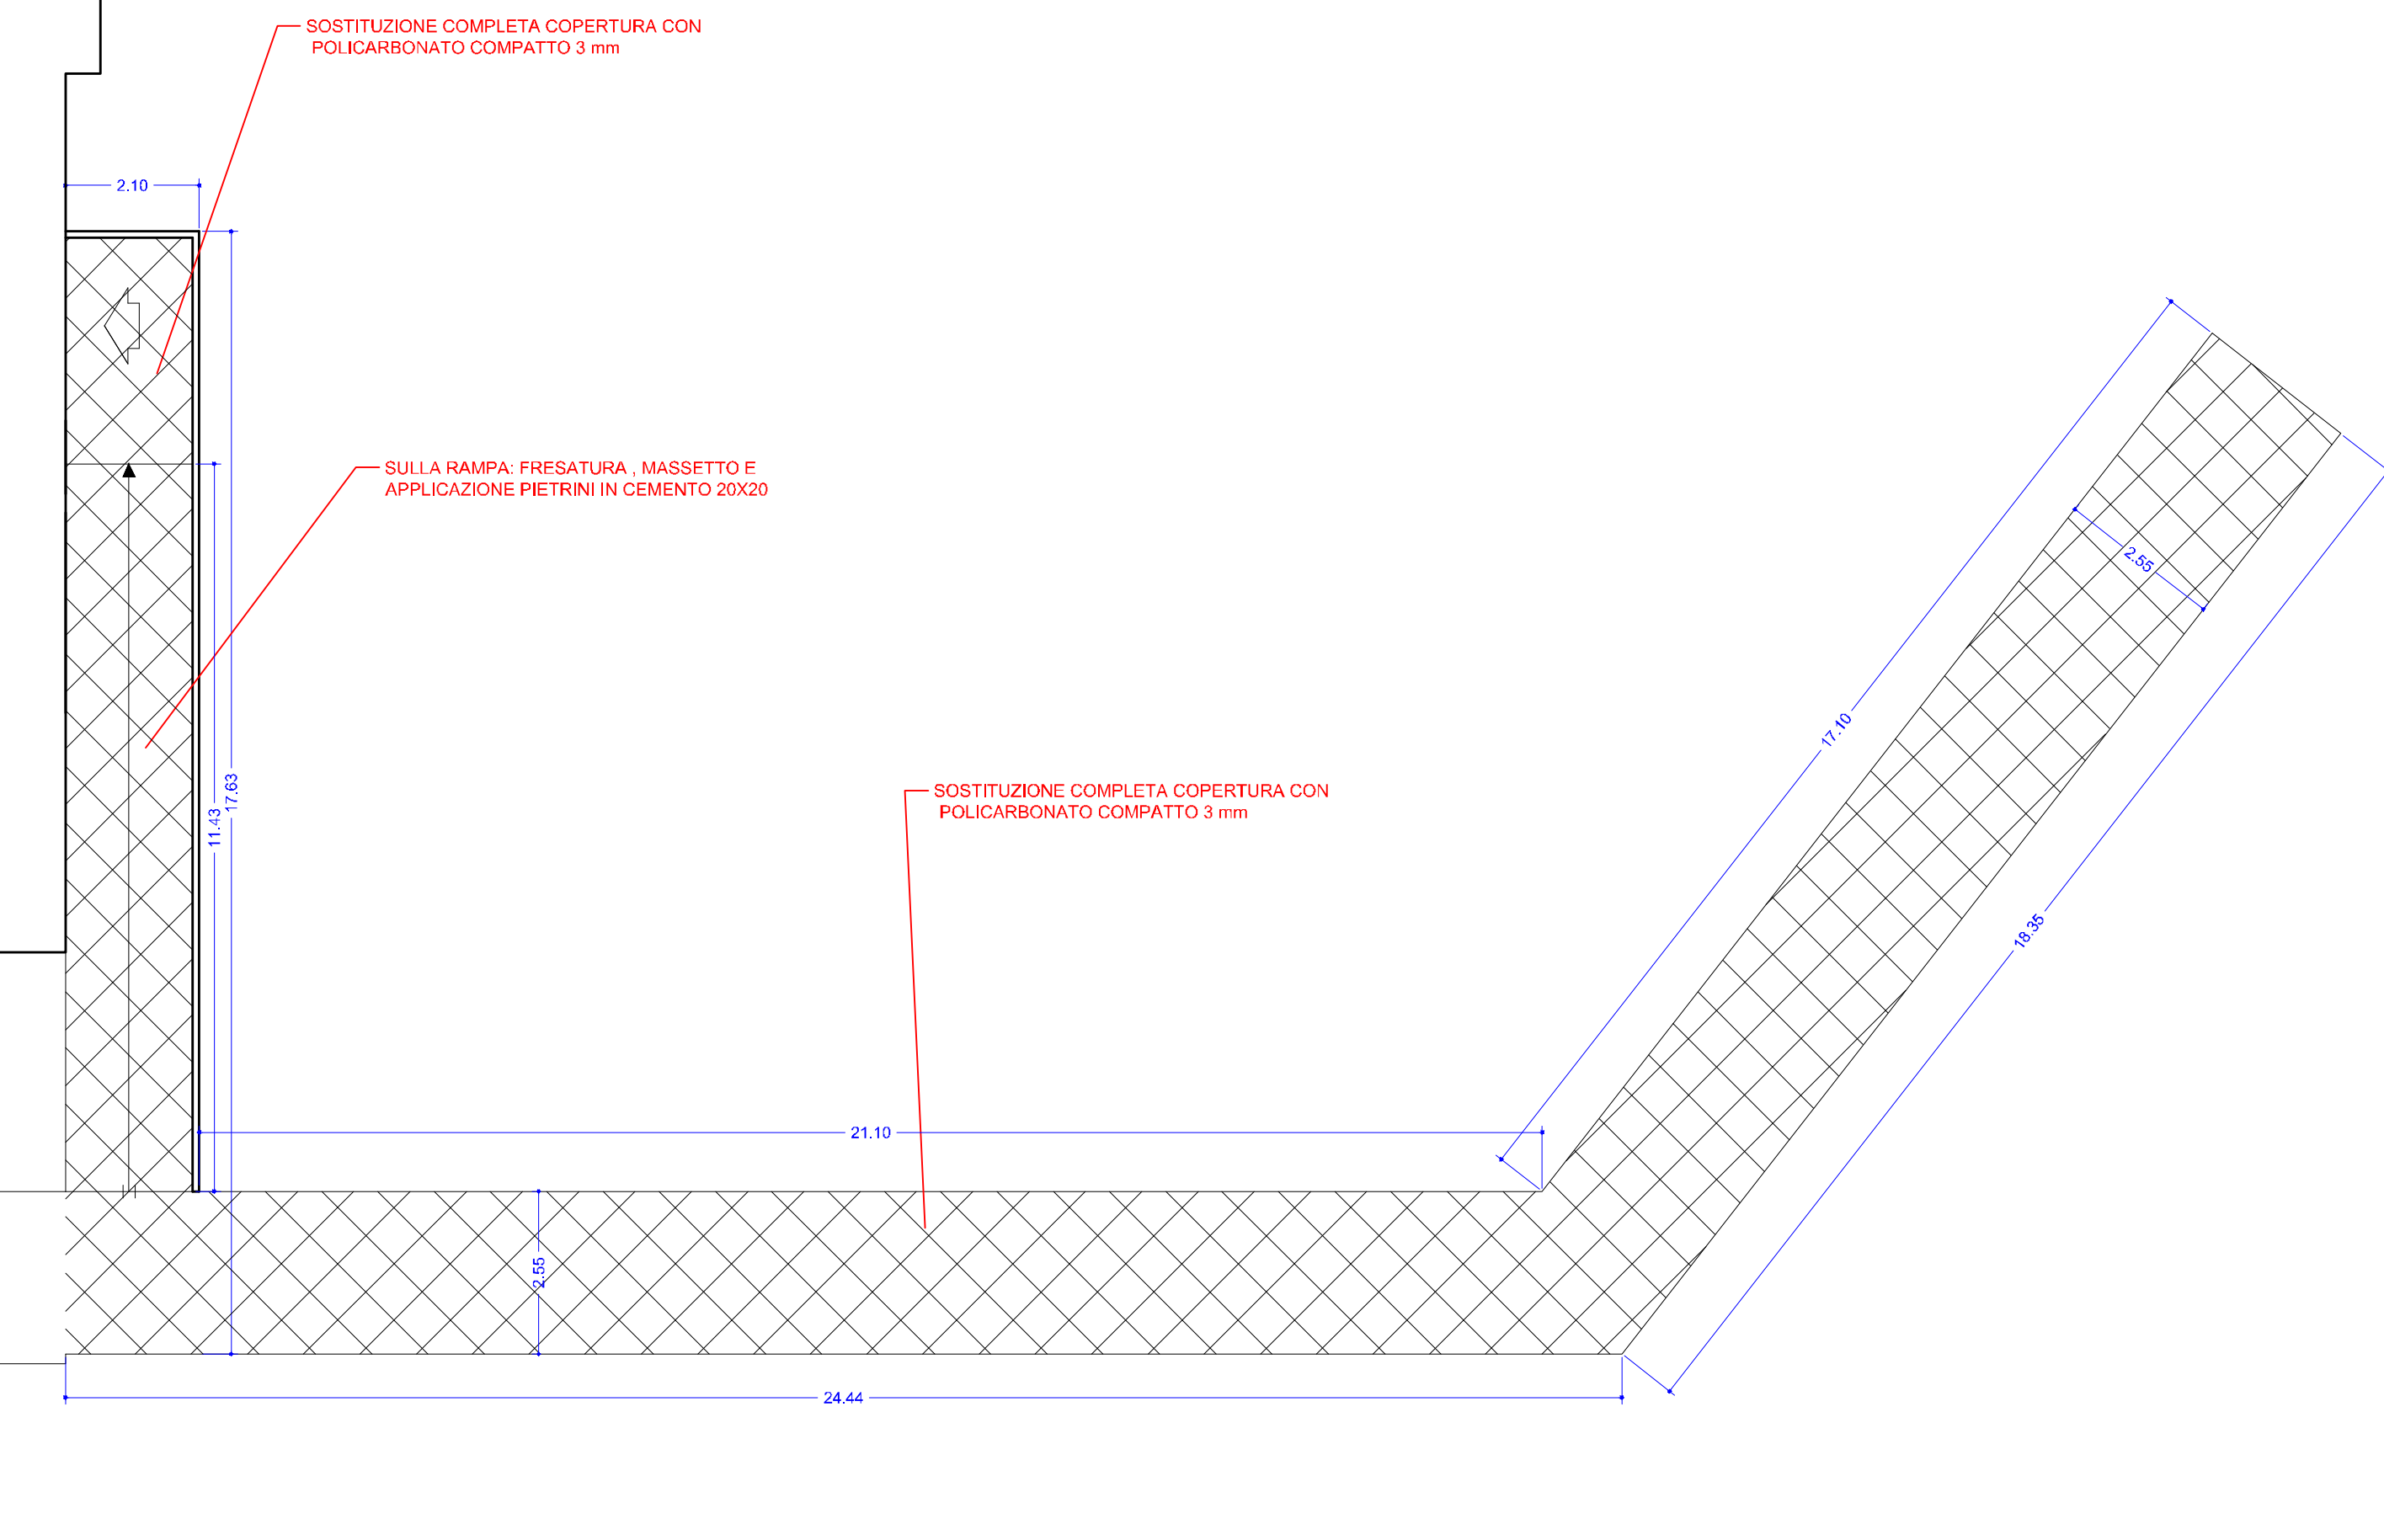 SOSTITUZIONE COMPLETA COPERTURA CON
POLICARBONATO COMPATTO 3 mm
2.10
SULLA RAMPA: FRESATURA , MASSETTO E
APPLICAZIONE PIETRINI IN CEMENTO 20X20
2.55
17.10
17.63
11.43
SOSTITUZIONE COMPLETA COPERTURA CON
POLICARBONATO COMPATTO 3 mm
18.35
21.10
2.55
24.44